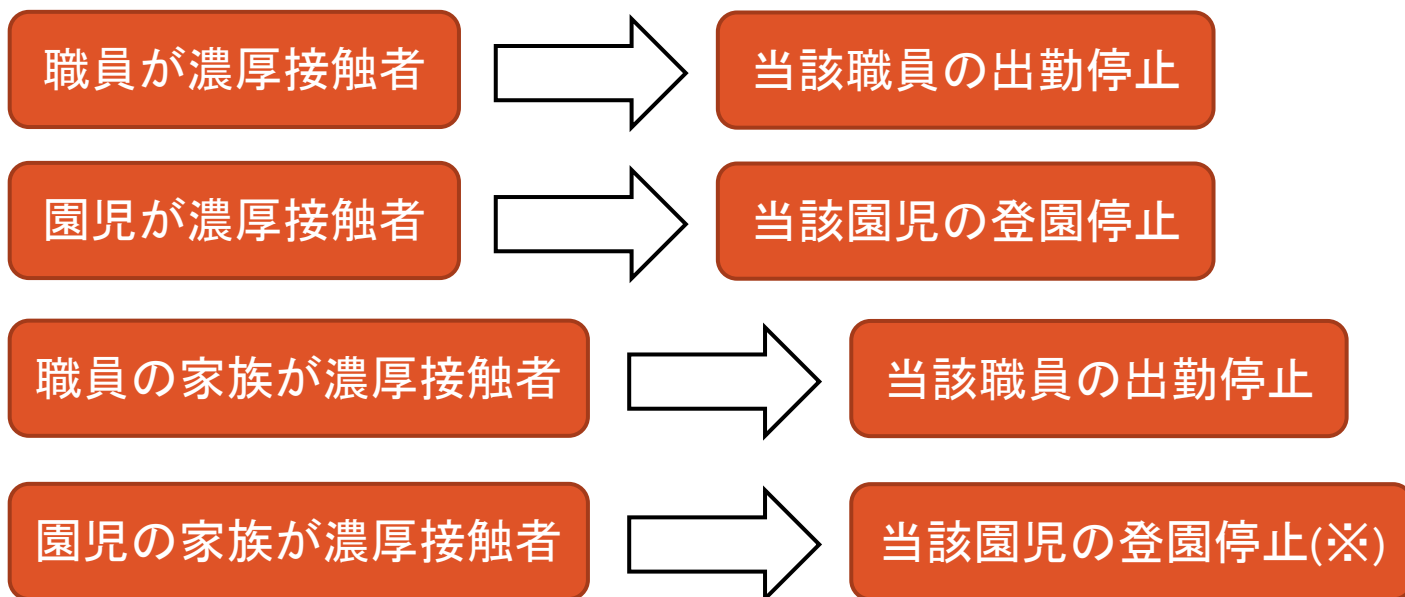 職員が濃厚接触者
当該職員の出勤停止
園児が濃厚接触者
当該園児の登園停止
職員の家族が濃厚接触者
当該職員の出勤停止
園児の家族が濃厚接触者
当該園児の登園停止(※)